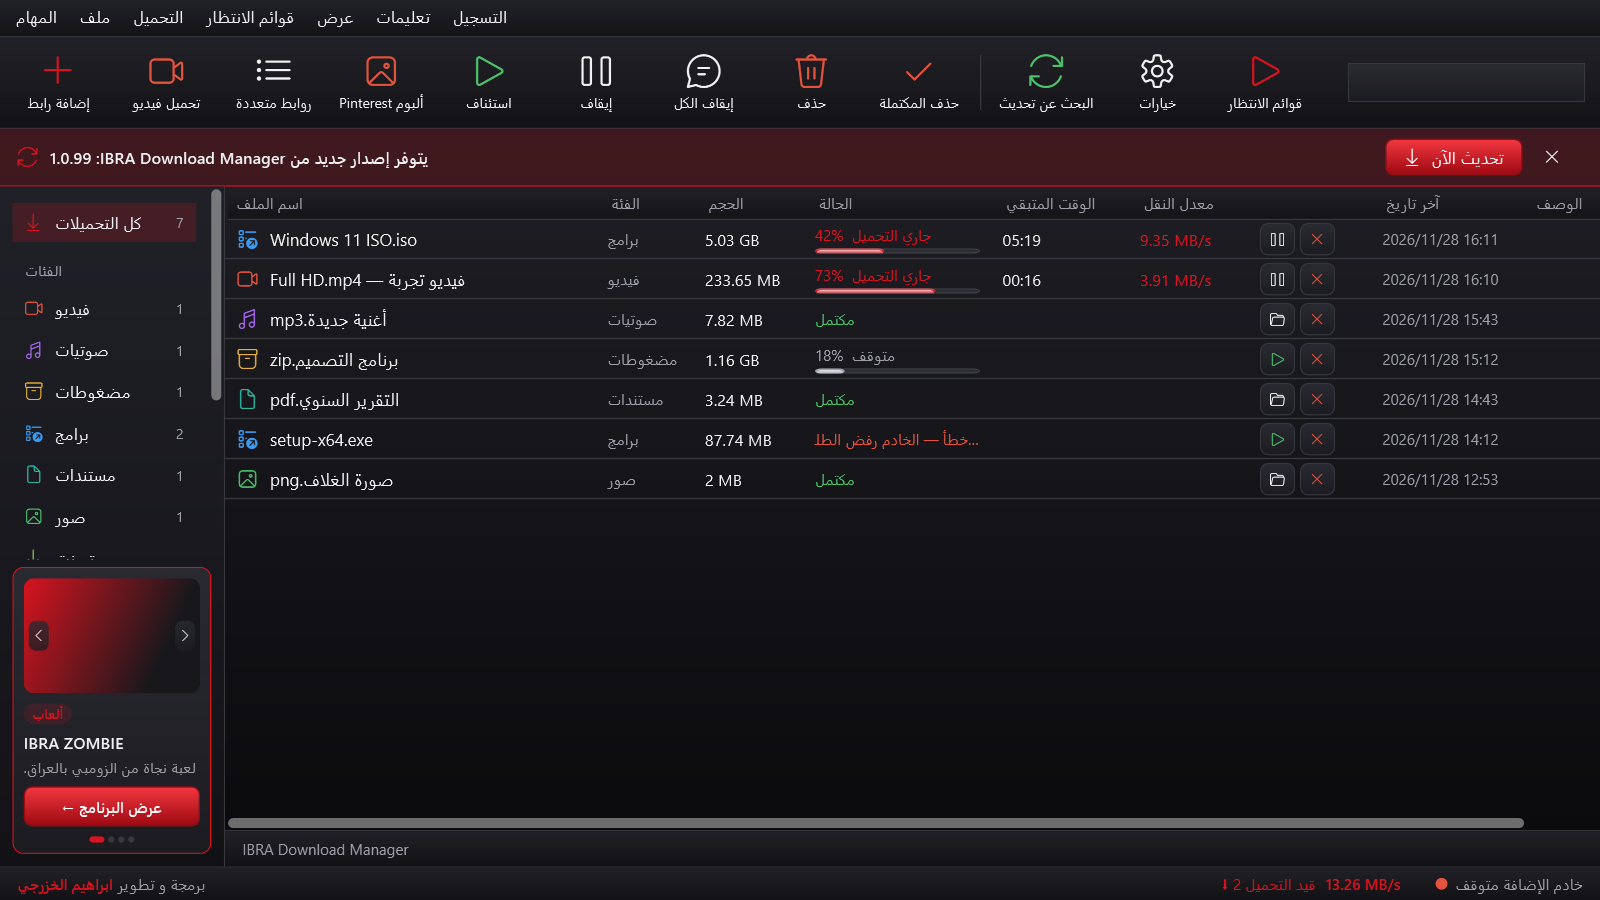 المهام ملف التحميل قوائم الانتظار عرض تعليمات التسجيل
إضافة رابط تحميل فيديو روابط متعددة ألبوم Pinterest استئناف إيقاف إيقاف الكل حذف حذف المكتملة البحث عن تحديث خيارات قوائم الانتظار
يتوفر إصدار جديد من IBRA Download Manager: 1.0.99
تحديث الآن
كل التحميلات 7
الفئات
فيديو 1
صوتيات 1
مضغوطات 1
برامج 2
مستندات 1
صور 1
ألعاب
IBRA ZOMBIE
لعبة نجاة من الزومبي بالعراق.
عرض البرنامج ←
اسم الملف الفئة الحجم الحالة الوقت المتبقي معدل النقل آخر تاريخ الوصف
Windows 11 ISO.iso برامج 5.03 GB جاري التحميل 42% 05:19 9.35 MB/s 2026/11/28 16:11
فيديو تجربة — Full HD.mp4 فيديو 233.65 MB جاري التحميل 73% 00:16 3.91 MB/s 2026/11/28 16:10
أغنية جديدة.mp3 صوتيات 7.82 MB مكتمل 2026/11/28 15:43
برنامج التصميم.zip مضغوطات 1.16 GB متوقف 18% 2026/11/28 15:12
التقرير السنوي.pdf مستندات 3.24 MB مكتمل 2026/11/28 14:43
setup-x64.exe برامج 87.74 MB خطأ — الخادم رفض الطل... 2026/11/28 14:12
صورة الغلاف.png صور 2 MB مكتمل 2026/11/28 12:53
IBRA Download Manager
برمجة و تطوير ابراهيم الخزرجي
⬇ 2 قيد التحميل 13.26 MB/s
خادم الإضافة متوقف